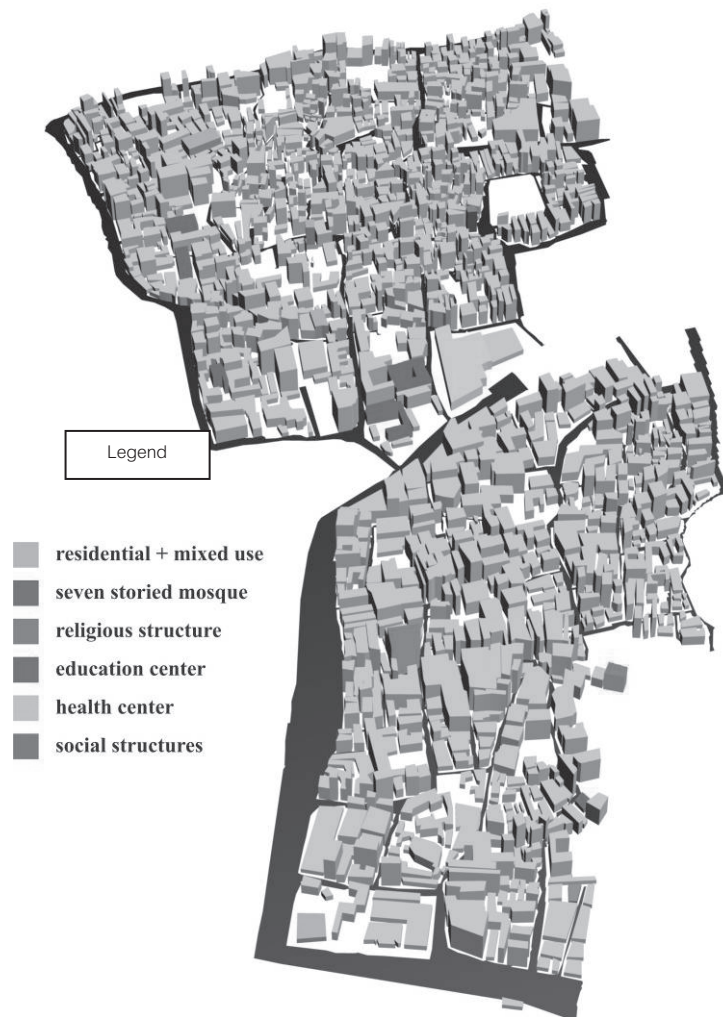 Legend
residential + mixed use
seven storied mosque
religious structure
education center
health center
social structures